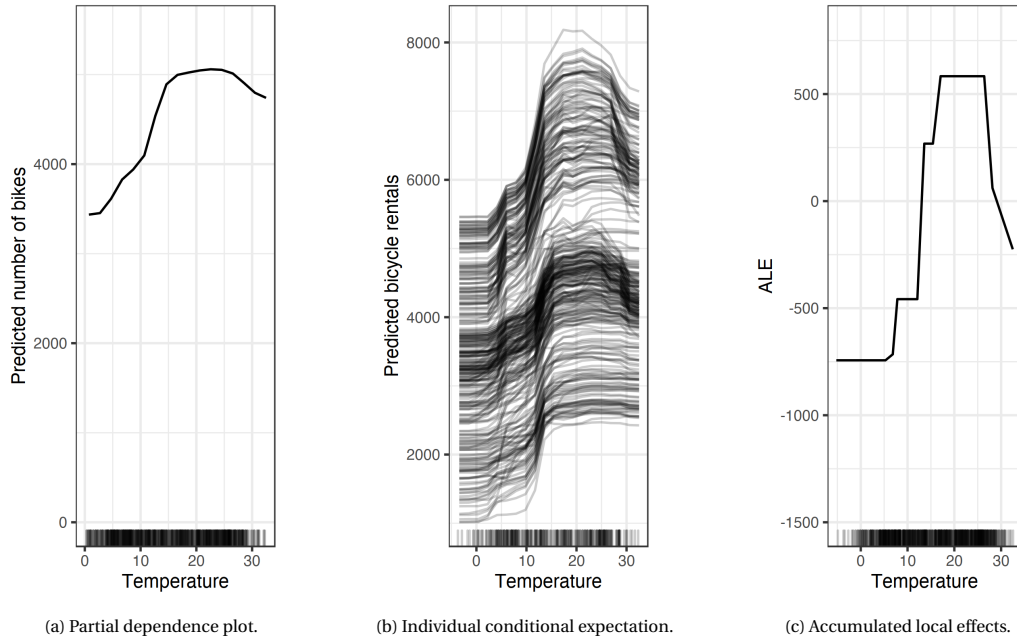 Predicted number of bikes
4000
2000
0
0 10 20 30
Temperature
(a) Partial dependence plot.
Predicted bicycle rentals
8000
6000
4000
2000
0 10 20 30
Temperature
(b) Individual conditional expectation.
ALE
500
0
-500
-1000
-1500
0 10 20 30
Temperature
(c) Accumulated local effects.